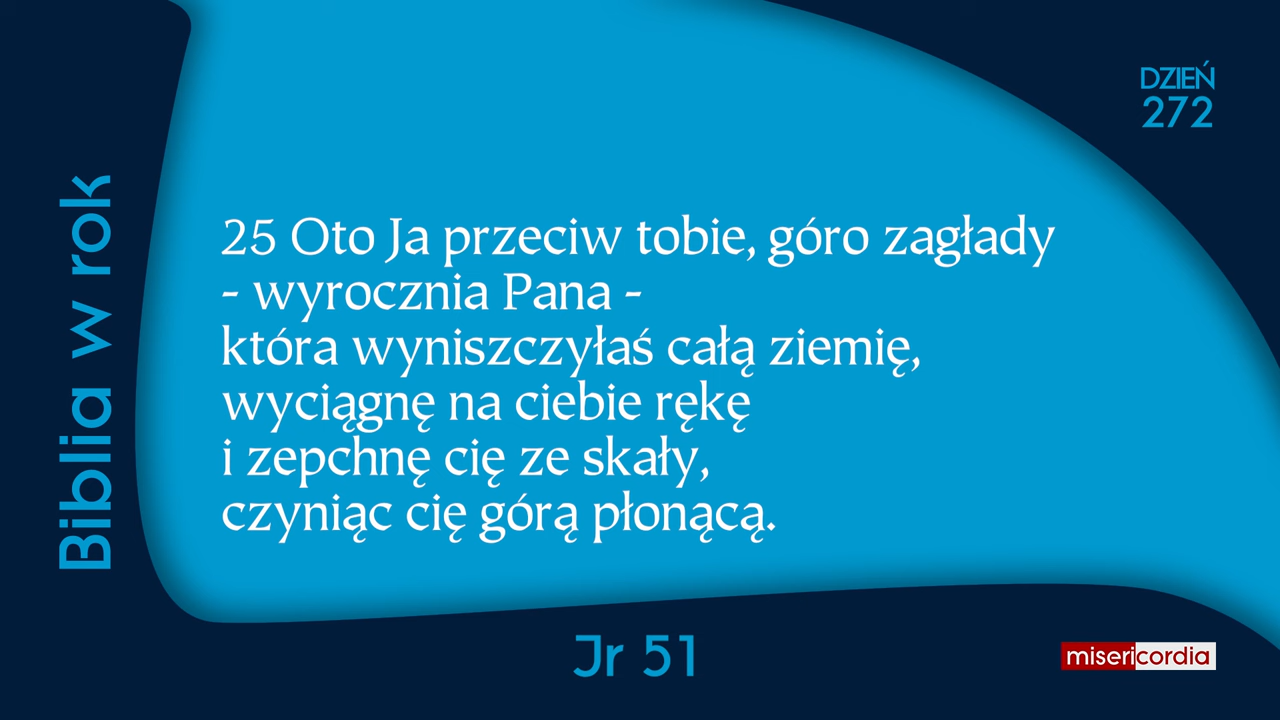 DZIEŃ
272
Biblia w rok
25 Oto Ja przeciw tobie, góro zagłady
- wyrocznia Pana -
która wyniszczyłaś całą ziemię,
wyciągnę na ciebie rękę
i zepchnę cię ze skały,
czyniąc cię górą płonącą.
Jr 51
misericordia